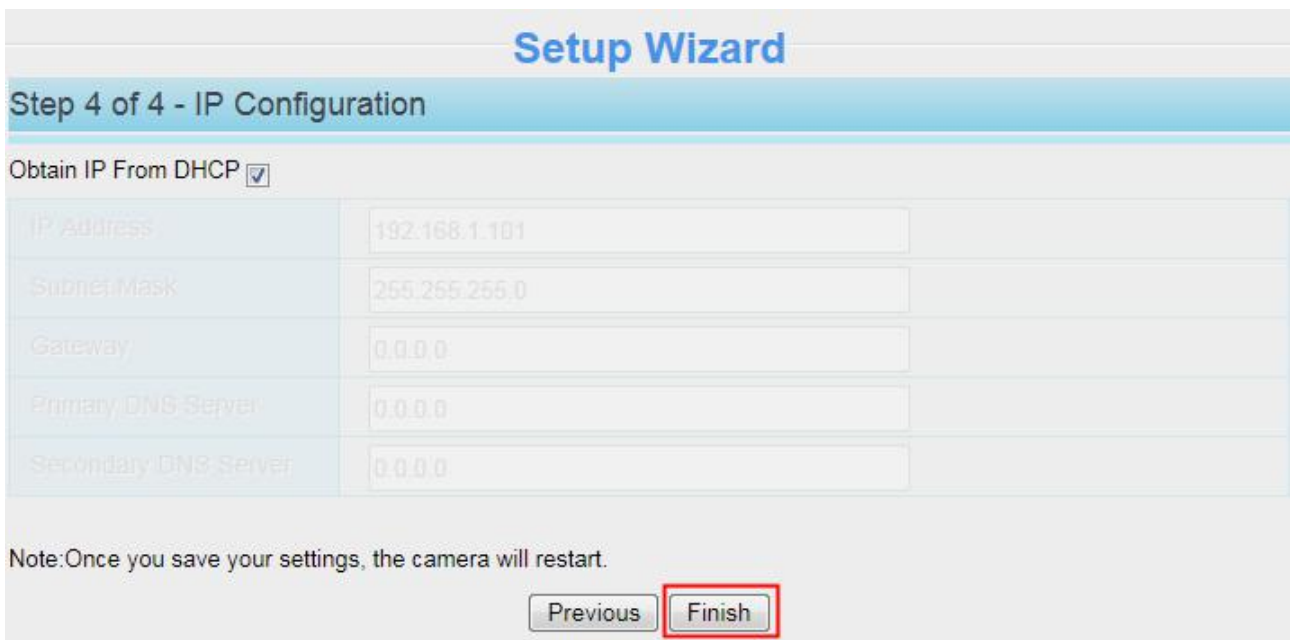 Setup Wizard
Step 4 of 4 - IP Configuration
Obtain IP From DHCP
IP Address 192.168.1.101
Subnet Mask 255.255.255.0
Gateway 0.0.0.0
Primary DNS Server 0.0.0.0
Secondary DNS Server 0.0.0.0
Note:Once you save your settings, the camera will restart.
Previous Finish